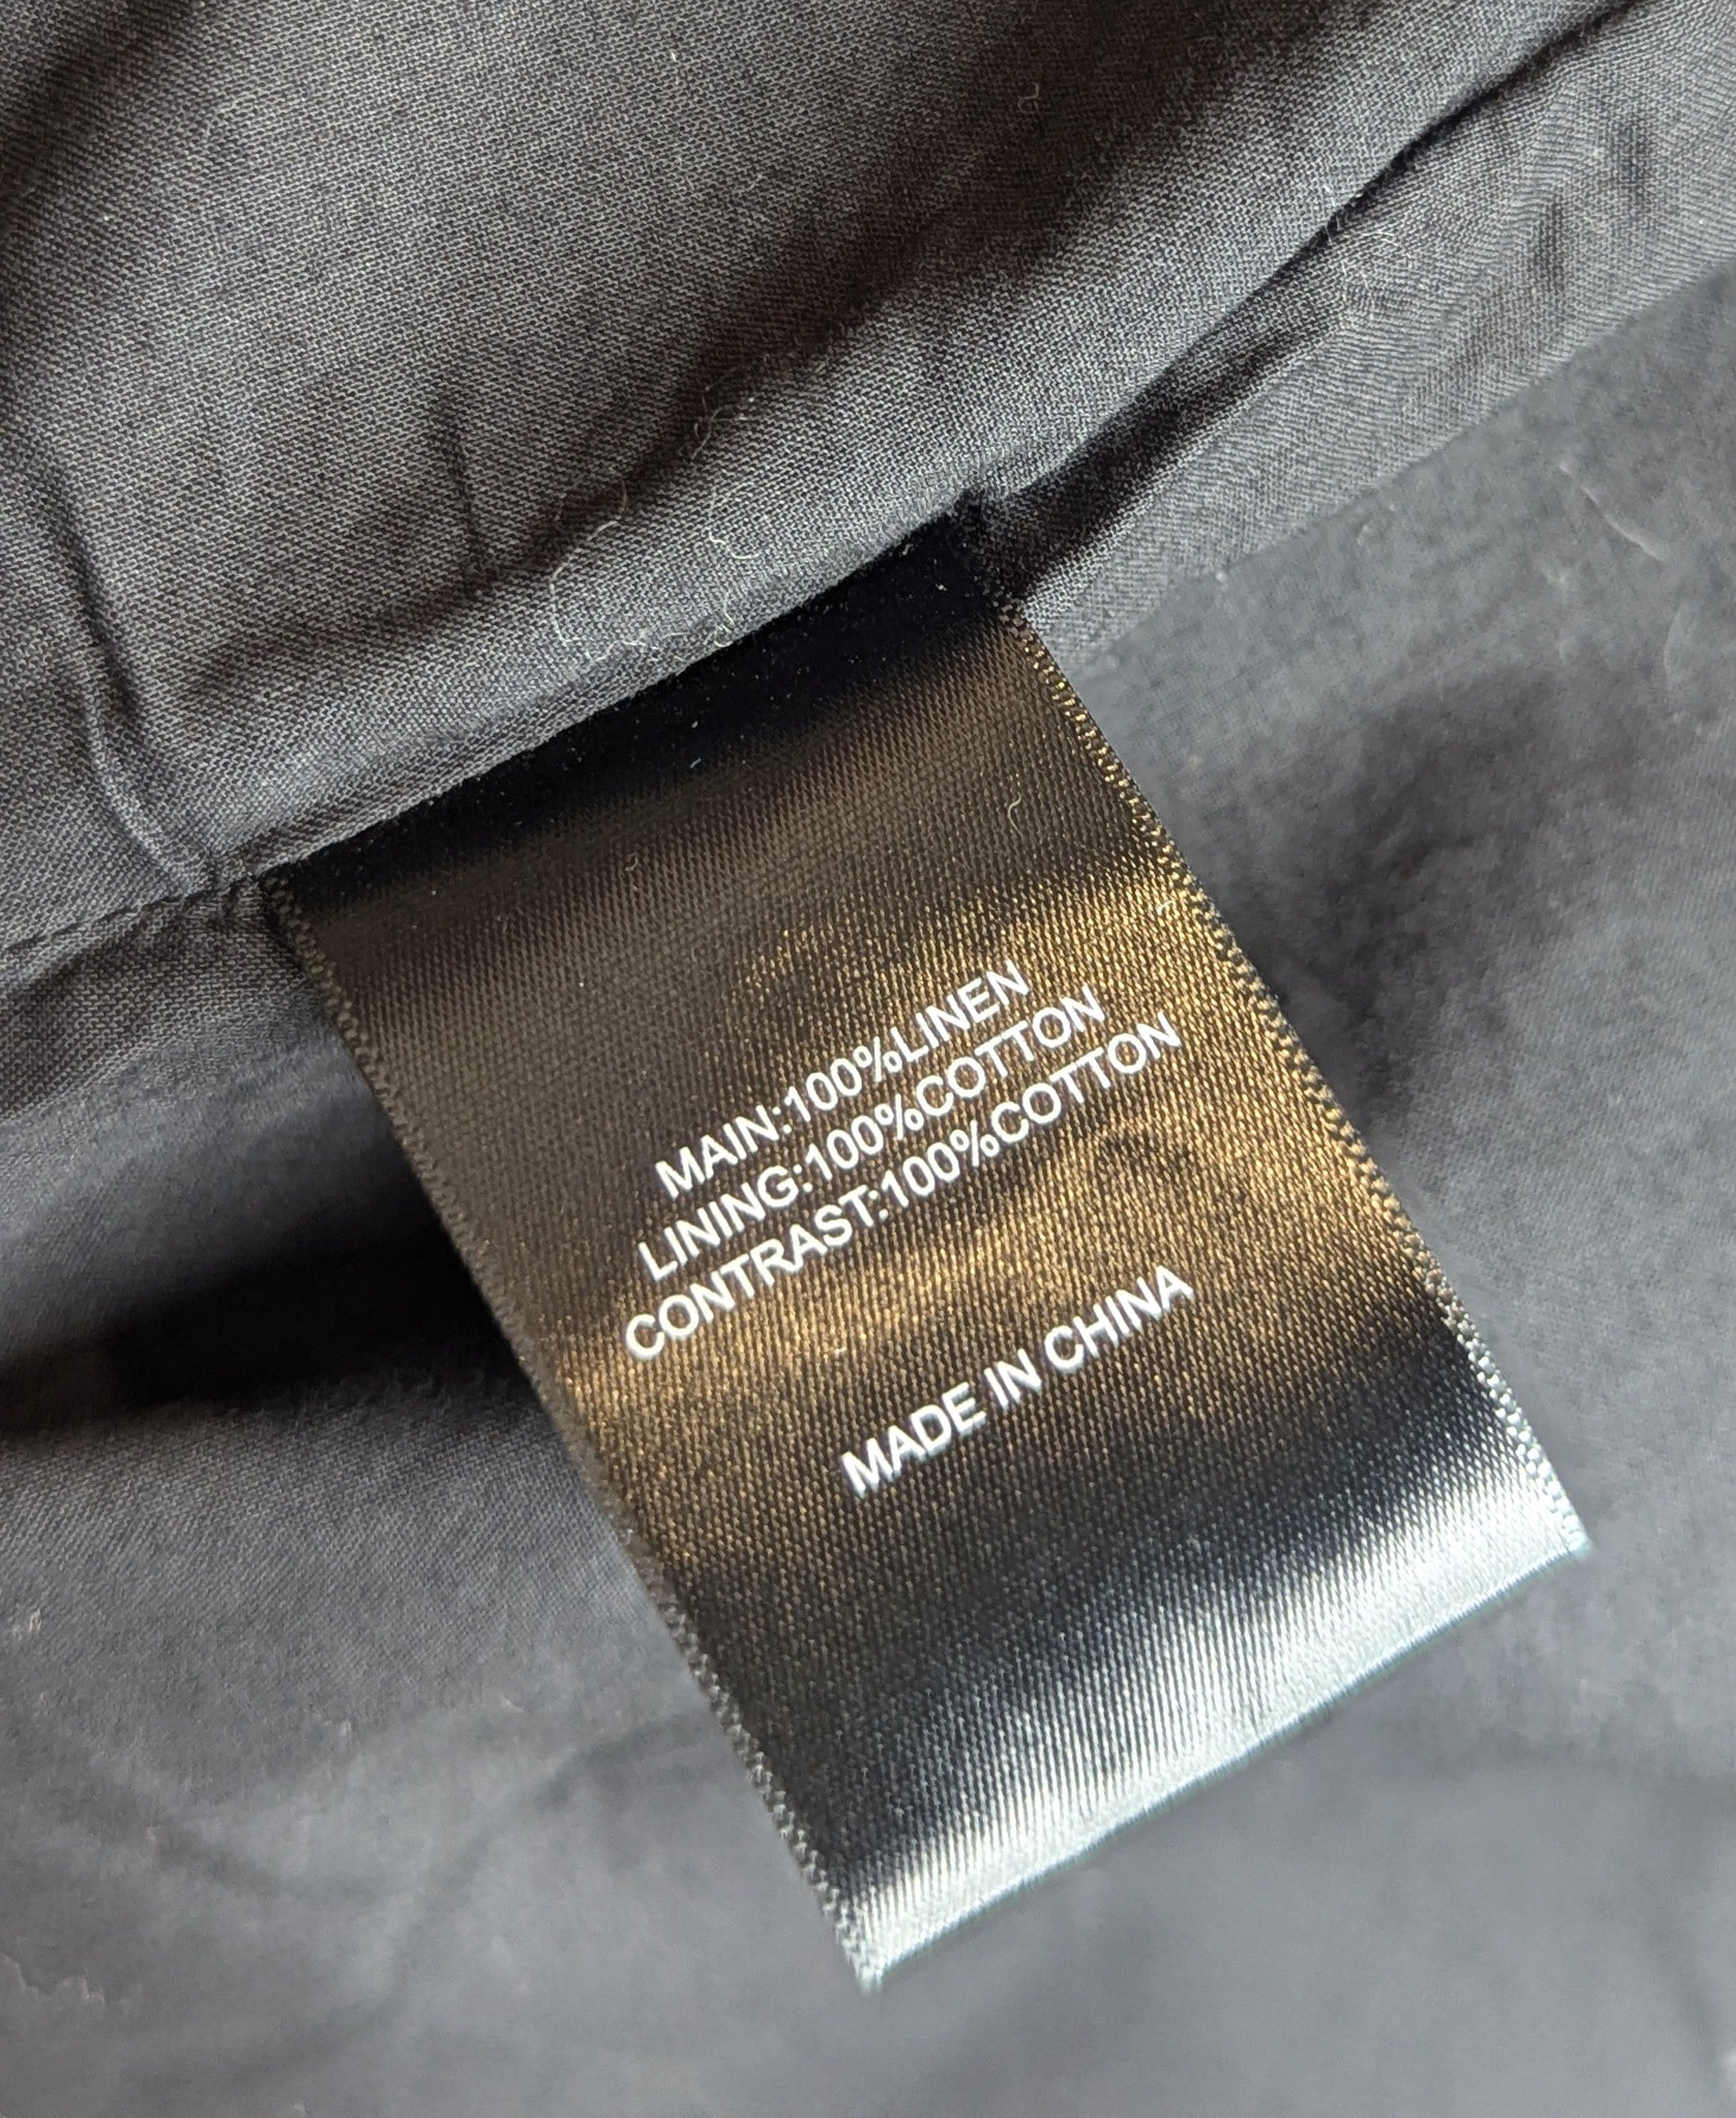 MAIN:100%LINEN
LINING:100%COTTON
CONTRAST:100%COTTON
MADE IN CHINA